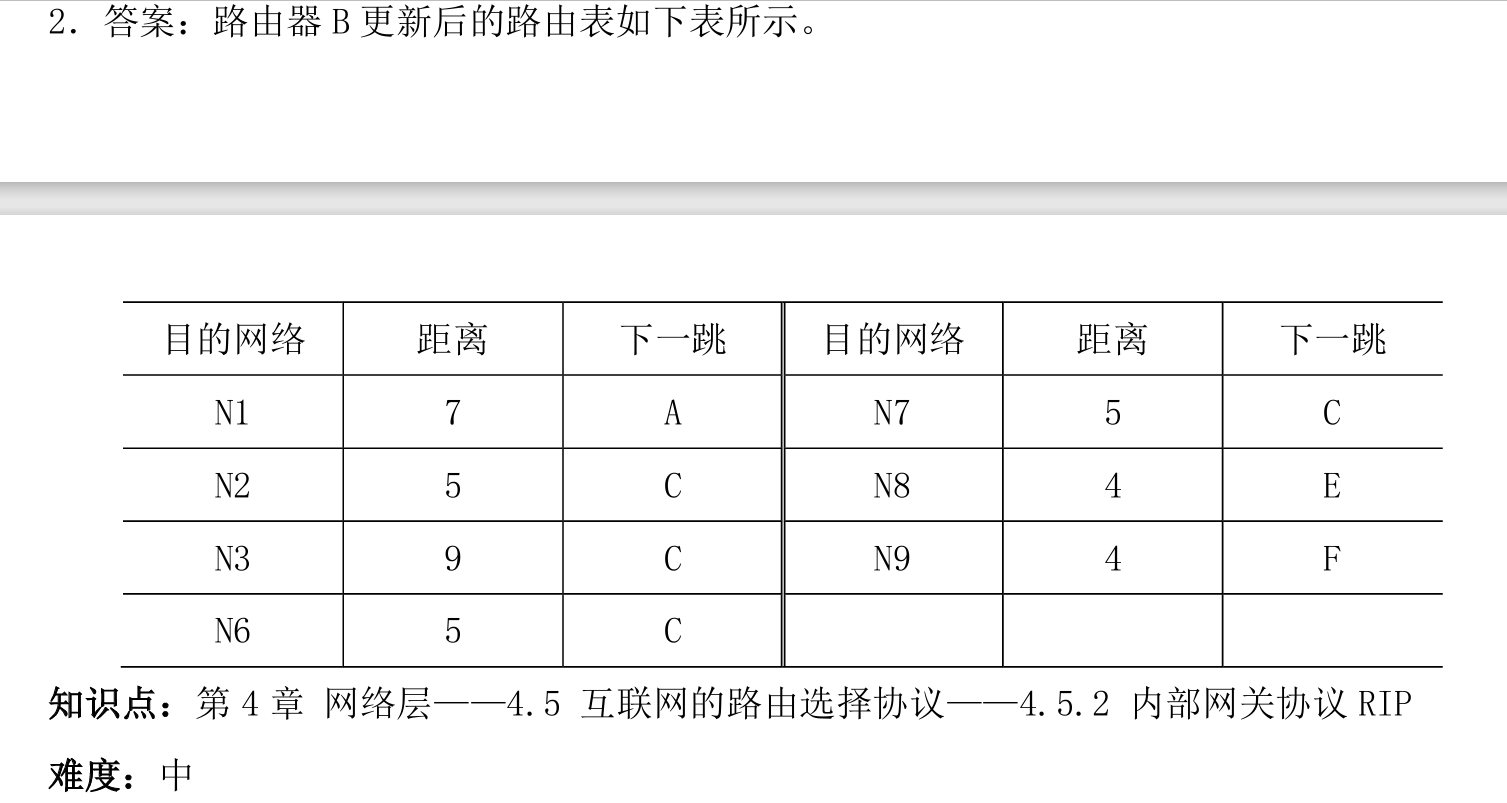 2. 答案：路由器 B 更新后的路由表如下表所示。
目的网络 距离 下一跳 目的网络 距离 下一跳
N1 7 A N7 5 C
N2 5 C N8 4 E
N3 9 C N9 4 F
N6 5 C
知识点：第 4 章 网络层——4.5 互联网的路由选择协议——4.5.2 内部网关协议 RIP
难度：中